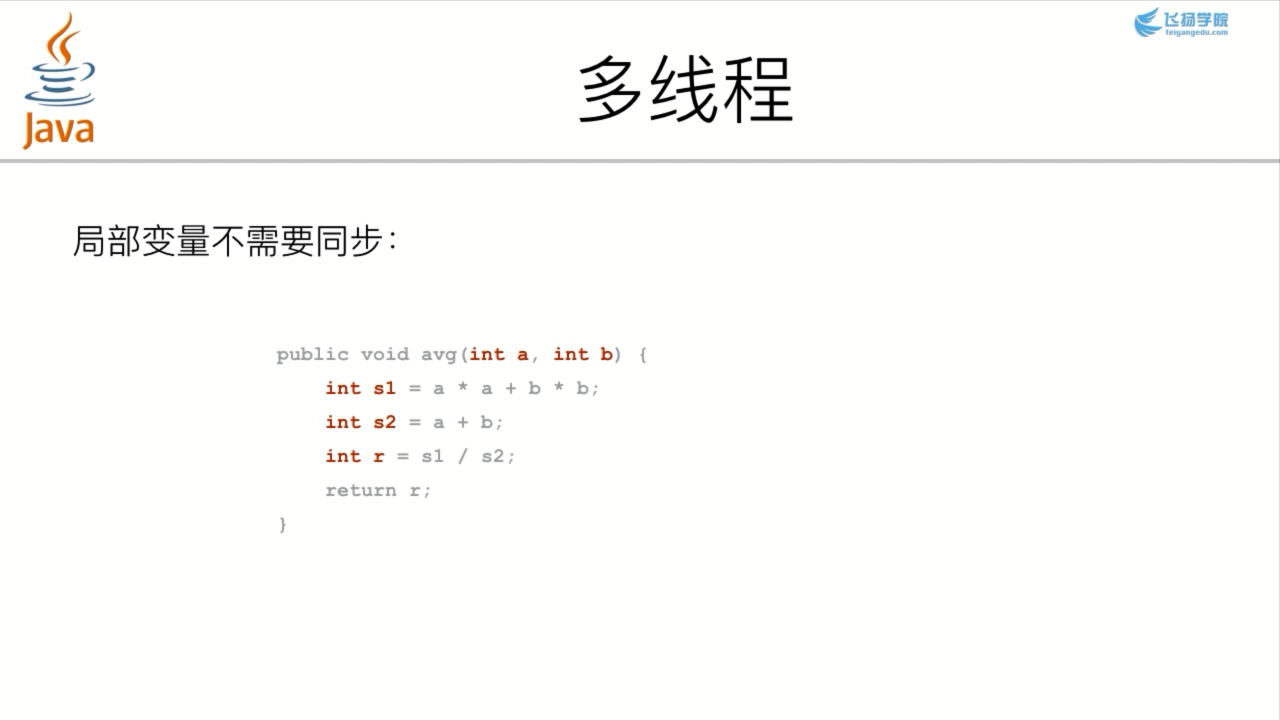 飞扬学院
feiyangedu.com
Java
多线程
局部变量不需要同步：
public void avg(int a, int b) {
    int s1 = a * a + b * b;
    int s2 = a + b;
    int r = s1 / s2;
    return r;
}